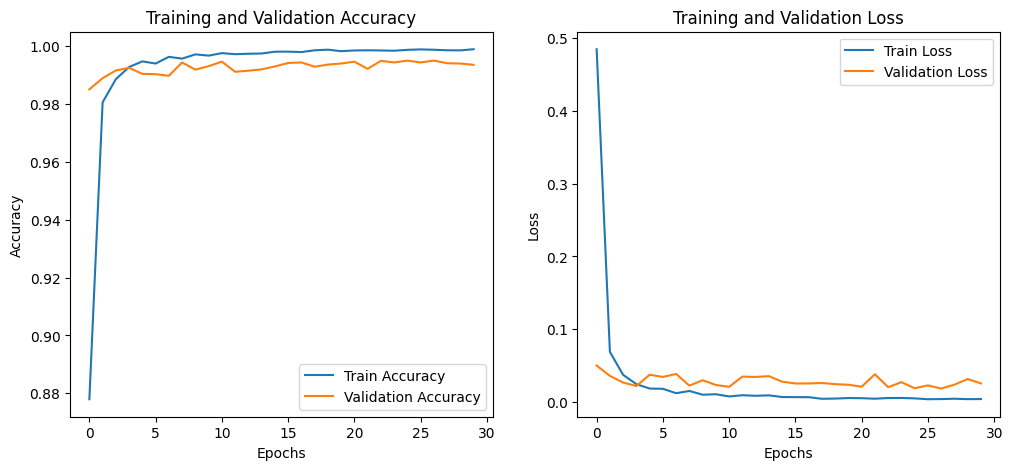 Training and Validation Accuracy
1.00
0.98
0.96
0.94
0.92
0.90
0.88
Accuracy
0 5 10 15 20 25 30
Epochs
Train Accuracy
Validation Accuracy
Training and Validation Loss
0.5
0.4
0.3
0.2
0.1
0.0
Loss
0 5 10 15 20 25 30
Epochs
Train Loss
Validation Loss